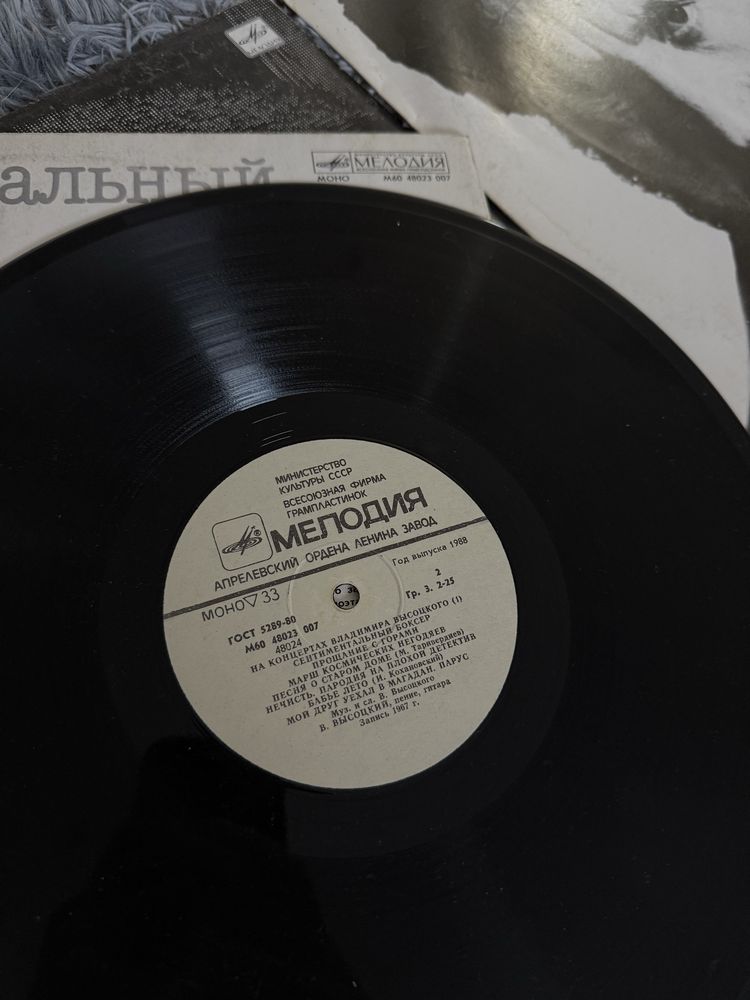 МЕЛОДИЯ
МОНО М60 48023 007
альный
МИНИСТЕРСТВО
КУЛЬТУРЫ СССР
ВСЕСОЮЗНАЯ ФИРМА
ГРАМПЛАСТИНОК
МЕЛОДИЯ
АПРЕЛЕВСКИЙ ОРДЕНА ЛЕНИНА ЗАВОД
МОНО▽33
Год выпуска 1988
ГОСТ 5289-80
2
М60 48023 007
Гр. 3. 2-25
48024
НА КОНЦЕРТАХ ВЛАДИМИРА ВЫСОЦКОГО (1)
СЕНТИМЕНТАЛЬНЫЙ БОКСЕР
ПРОЩАНИЕ С ГОРАМИ
МАРШ КОСМИЧЕСКИХ НЕГОДЯЕВ
ПЕСНЯ О СТАРОМ ДОМЕ (М. Таривердиев)
НЕЧИСТЬ. ПАРОДИЯ НА ПЛОХОЙ ДЕТЕКТИВ
БАБЬЕ ЛЕТО (И. Кохановский)
МОЙ ДРУГ УЕХАЛ В МАГАДАН. ПАРУС
Муз. и сл. В. Высоцкого
В. ВЫСОЦКИЙ, пение, гитара
Запись 1967 г.